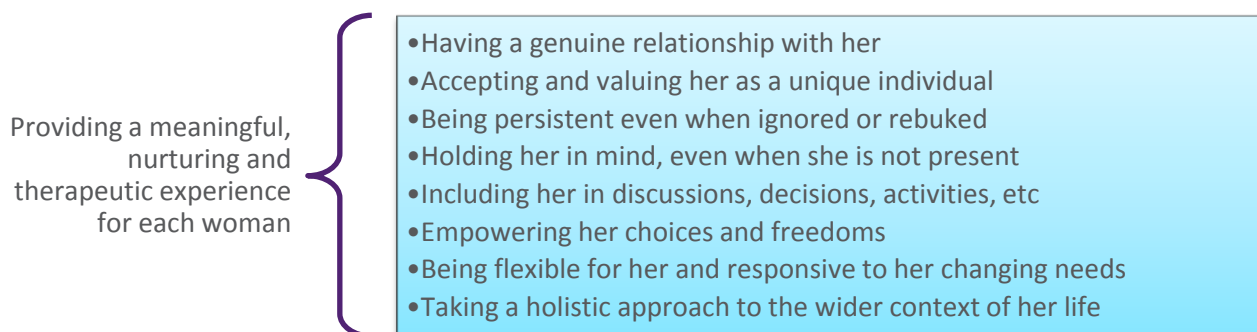 Providing a meaningful,
nurturing and
therapeutic experience
for each woman
•Having a genuine relationship with her
•Accepting and valuing her as a unique individual
•Being persistent even when ignored or rebuked
•Holding her in mind, even when she is not present
•Including her in discussions, decisions, activities, etc
•Empowering her choices and freedoms
•Being flexible for her and responsive to her changing needs
•Taking a holistic approach to the wider context of her life